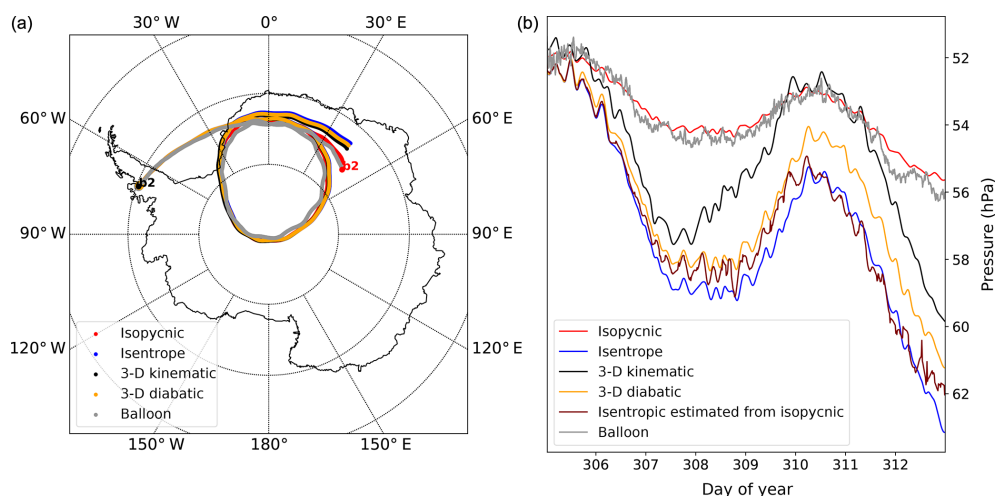 (a)
30° W
0°
30° E
60° W
60° E
b2
b2
90° W
90° E
120° W
120° E
Isopycnic
Isentrope
3-D kinematic
3-D diabatic
Balloon
150° W
180°
150° E
(b)
52
54
56
58
60
62
Pressure (hPa)
Isopycnic
Isentrope
3-D kinematic
3-D diabatic
Isentropic estimated from isopycnic
Balloon
306
307
308
309
310
311
312
Day of year